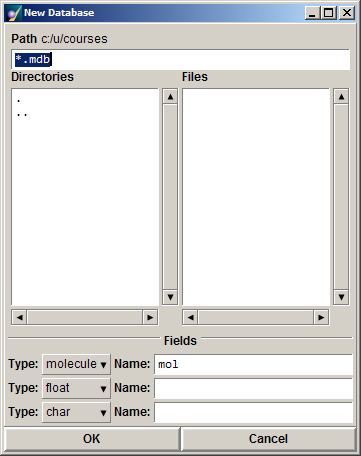 New Database
Path c:/u/courses
*.mdb
Directories Files
.
..
Fields
Type: molecule Name: mol
Type: float Name:
Type: char Name:
OK Cancel